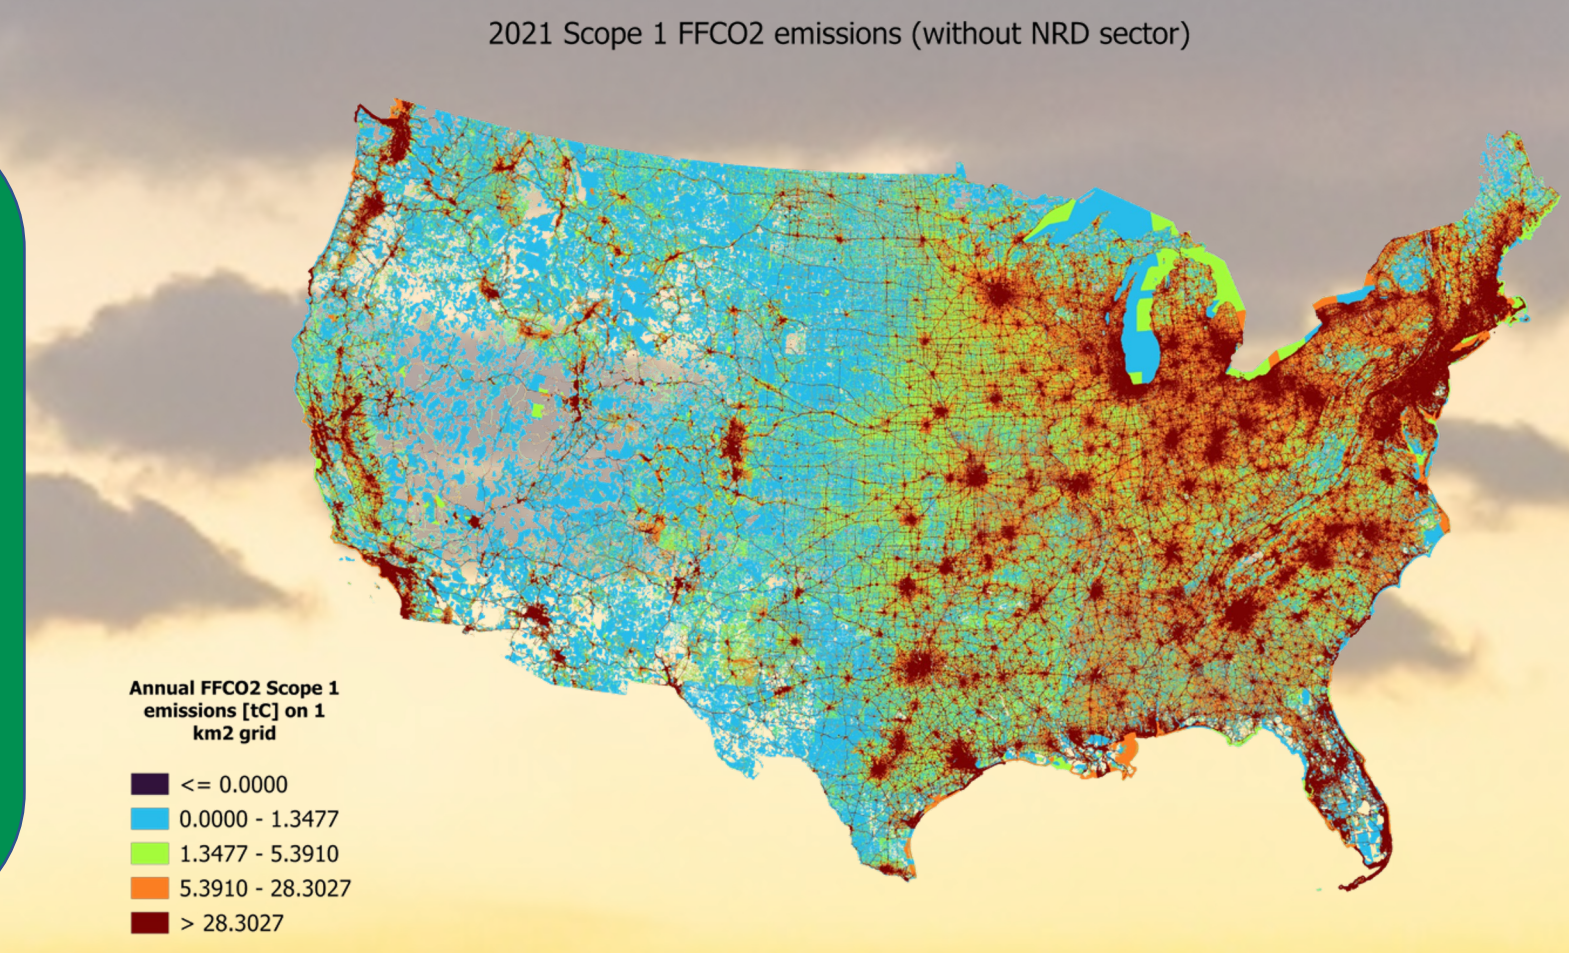 2021 Scope 1 FFCO2 emissions (without NRD sector)
Annual FFCO2 Scope 1
emissions [tC] on 1
km2 grid
<= 0.0000
0.0000 - 1.3477
1.3477 - 5.3910
5.3910 - 28.3027
> 28.3027